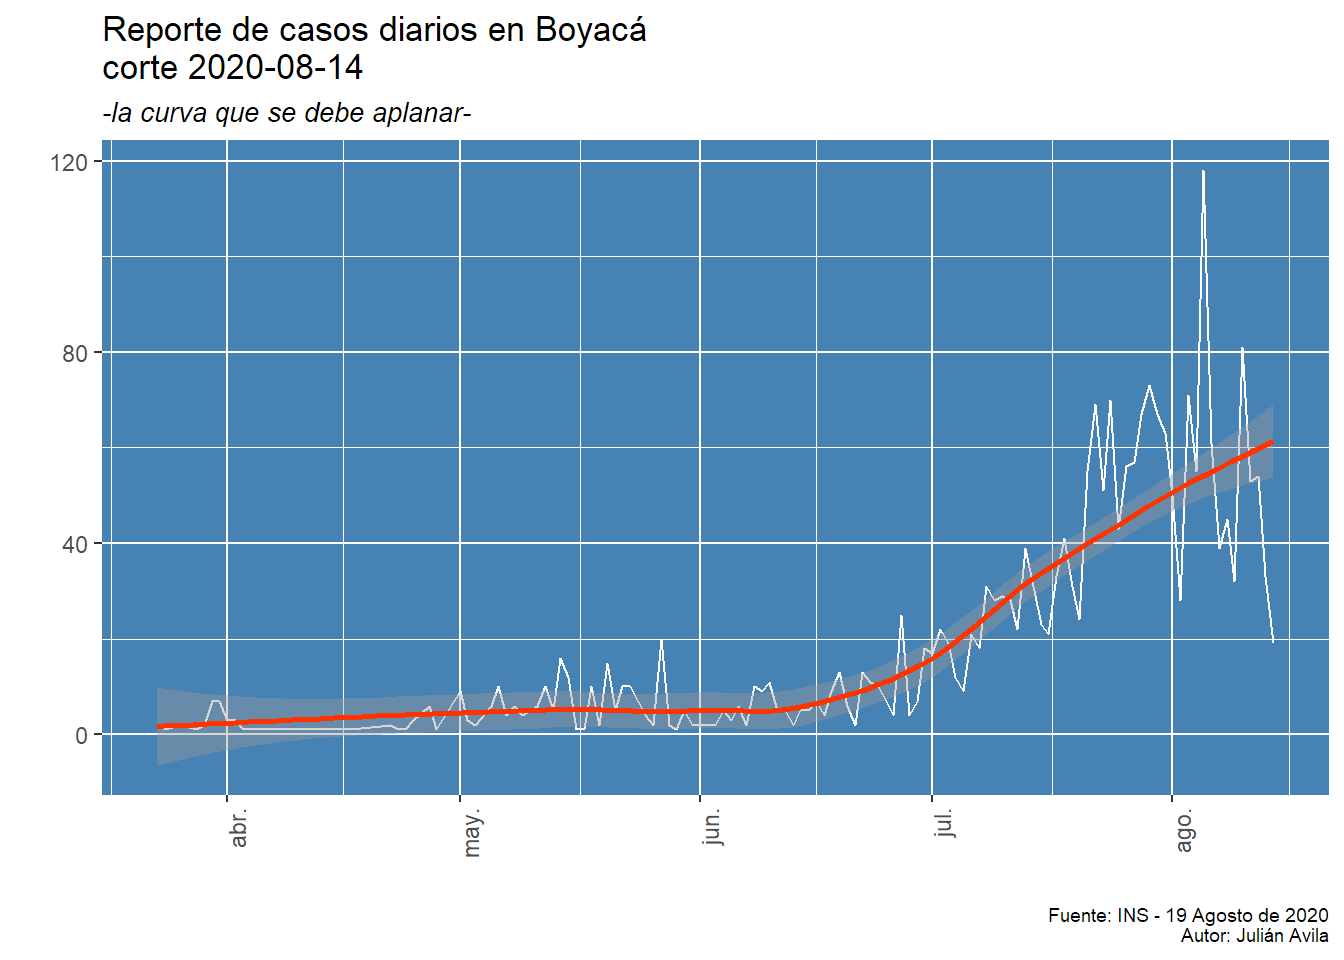 Reporte de casos diarios en Boyacá
corte 2020-08-14
-la curva que se debe aplanar-
120
80
40
0
abr.
may.
jun.
jul.
ago.
Fuente: INS - 19 Agosto de 2020
Autor: Julián Avila